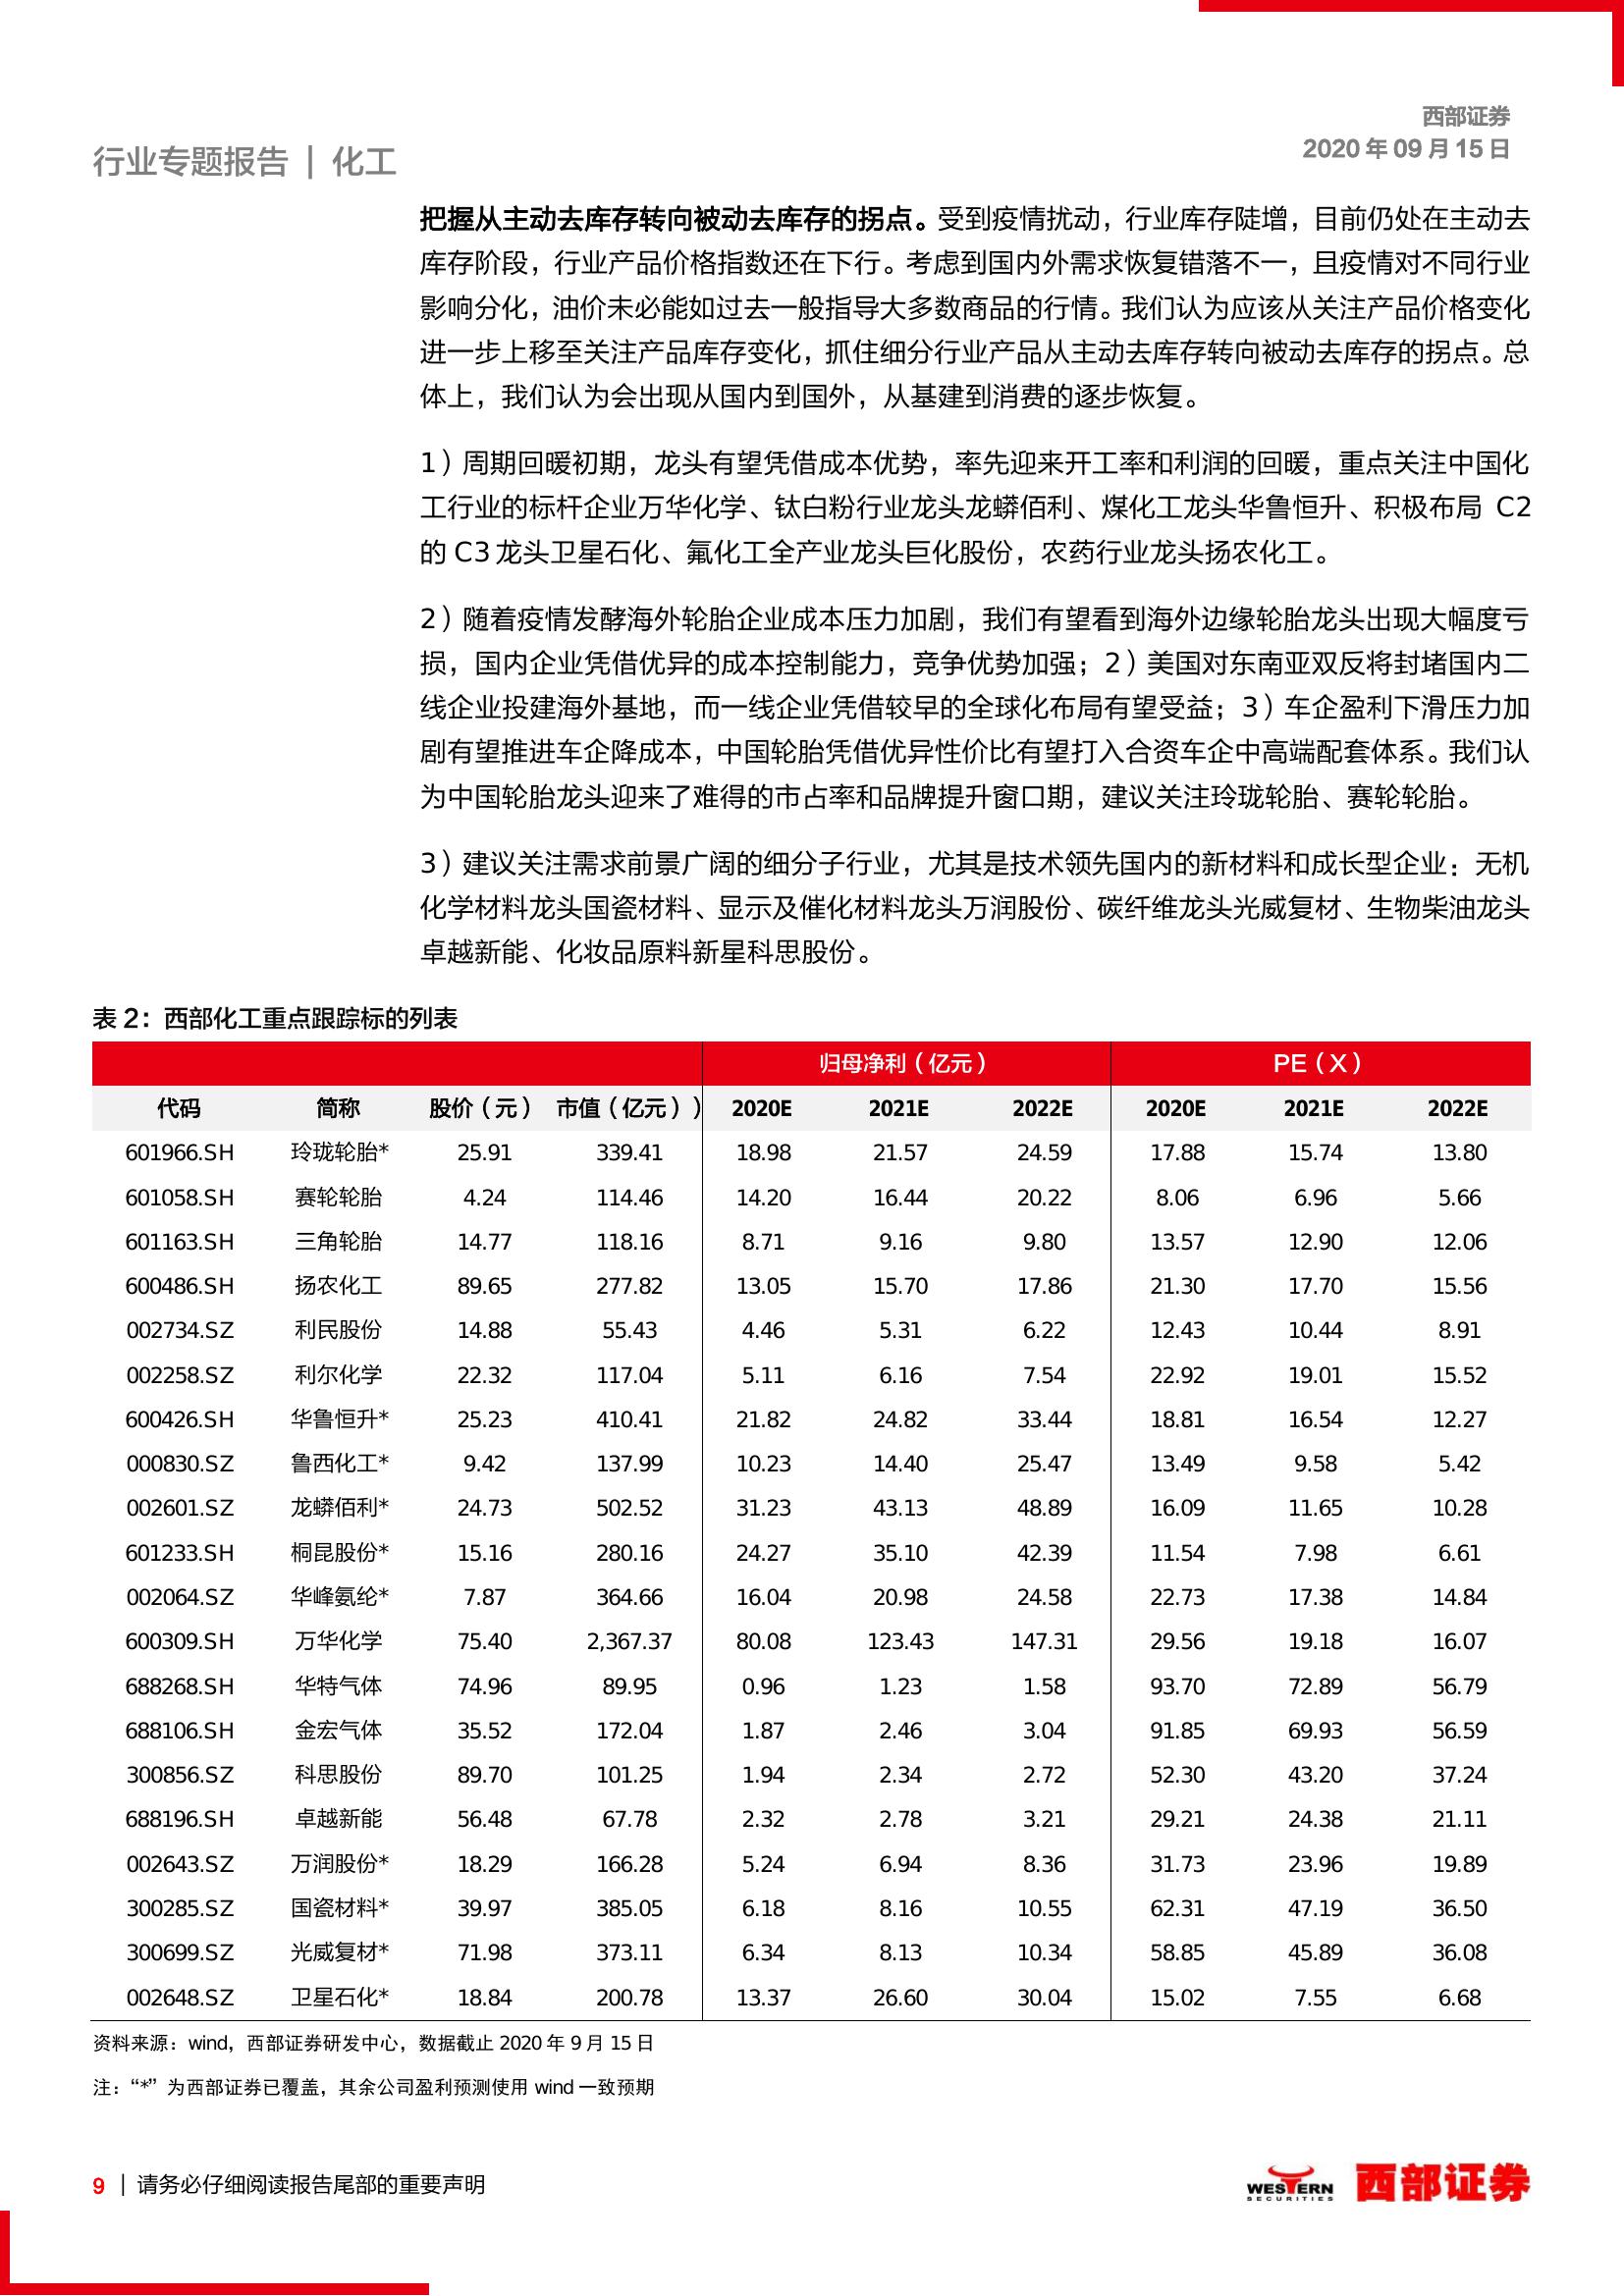 西部证券
2020 年 09 月 15 日
行业专题报告 | 化工
把握从主动去库存转向被动去库存的拐点。受到疫情扰动，行业库存陡增，目前仍处在主动去
库存阶段，行业产品价格指数还在下行。考虑到国内外需求恢复错落不一，且疫情对不同行业
影响分化，油价未必能如过去一般指导大多数商品的行情。我们认为应该从关注产品价格变化
进一步上移至关注产品库存变化，抓住细分行业产品从主动去库存转向被动去库存的拐点。总
体上，我们认为会出现从国内到国外，从基建到消费的逐步恢复。
1）周期回暖初期，龙头有望凭借成本优势，率先迎来开工率和利润的回暖，重点关注中国化
工行业的标杆企业万华化学、钛白粉行业龙头龙蟒佰利、煤化工龙头华鲁恒升、积极布局 C2
的 C3 龙头卫星石化、氟化工全产业龙头巨化股份，农药行业龙头扬农化工。
2）随着疫情发酵海外轮胎企业成本压力加剧，我们有望看到海外边缘轮胎龙头出现大幅度亏
损，国内企业凭借优异的成本控制能力，竞争优势加强；2）美国对东南亚双反将封堵国内二
线企业投建海外基地，而一线企业凭借较早的全球化布局有望受益；3）车企盈利下滑压力加
剧有望推进车企降成本，中国轮胎凭借优异性价比有望打入合资车企中高端配套体系。我们认
为中国轮胎龙头迎来了难得的市占率和品牌提升窗口期，建议关注玲珑轮胎、赛轮轮胎。
3）建议关注需求前景广阔的细分子行业，尤其是技术领先国内的新材料和成长型企业：无机
化学材料龙头国瓷材料、显示及催化材料龙头万润股份、碳纤维龙头光威复材、生物柴油龙头
卓越新能、化妆品原料新星科思股份。
表 2：西部化工重点跟踪标的列表
归母净利（亿元） PE（X）
代码 简称 股价（元） 市值（亿元）） 2020E 2021E 2022E 2020E 2021E 2022E
601966.SH 玲珑轮胎* 25.91 339.41 18.98 21.57 24.59 17.88 15.74 13.80
601058.SH 赛轮轮胎 4.24 114.46 14.20 16.44 20.22 8.06 6.96 5.66
601163.SH 三角轮胎 14.77 118.16 8.71 9.16 9.80 13.57 12.90 12.06
600486.SH 扬农化工 89.65 277.82 13.05 15.70 17.86 21.30 17.70 15.56
002734.SZ 利民股份 14.88 55.43 4.46 5.31 6.22 12.43 10.44 8.91
002258.SZ 利尔化学 22.32 117.04 5.11 6.16 7.54 22.92 19.01 15.52
600426.SH 华鲁恒升* 25.23 410.41 21.82 24.82 33.44 18.81 16.54 12.27
000830.SZ 鲁西化工* 9.42 137.99 10.23 14.40 25.47 13.49 9.58 5.42
002601.SZ 龙蟒佰利* 24.73 502.52 31.23 43.13 48.89 16.09 11.65 10.28
601233.SH 桐昆股份* 15.16 280.16 24.27 35.10 42.39 11.54 7.98 6.61
002064.SZ 华峰氨纶* 7.87 364.66 16.04 20.98 24.58 22.73 17.38 14.84
600309.SH 万华化学 75.40 2,367.37 80.08 123.43 147.31 29.56 19.18 16.07
688268.SH 华特气体 74.96 89.95 0.96 1.23 1.58 93.70 72.89 56.79
688106.SH 金宏气体 35.52 172.04 1.87 2.46 3.04 91.85 69.93 56.59
300856.SZ 科思股份 89.70 101.25 1.94 2.34 2.72 52.30 43.20 37.24
688196.SH 卓越新能 56.48 67.78 2.32 2.78 3.21 29.21 24.38 21.11
002643.SZ 万润股份* 18.29 166.28 5.24 6.94 8.36 31.73 23.96 19.89
300285.SZ 国瓷材料* 39.97 385.05 6.18 8.16 10.55 62.31 47.19 36.50
300699.SZ 光威复材* 71.98 373.11 6.34 8.13 10.34 58.85 45.89 36.08
002648.SZ 卫星石化* 18.84 200.78 13.37 26.60 30.04 15.02 7.55 6.68
资料来源：wind，西部证券研发中心，数据截止 2020 年 9 月 15 日
注：“*”为西部证券已覆盖，其余公司盈利预测使用 wind 一致预期
9 | 请务必仔细阅读报告尾部的重要声明
WESTERN
SECURITIES
西部证券